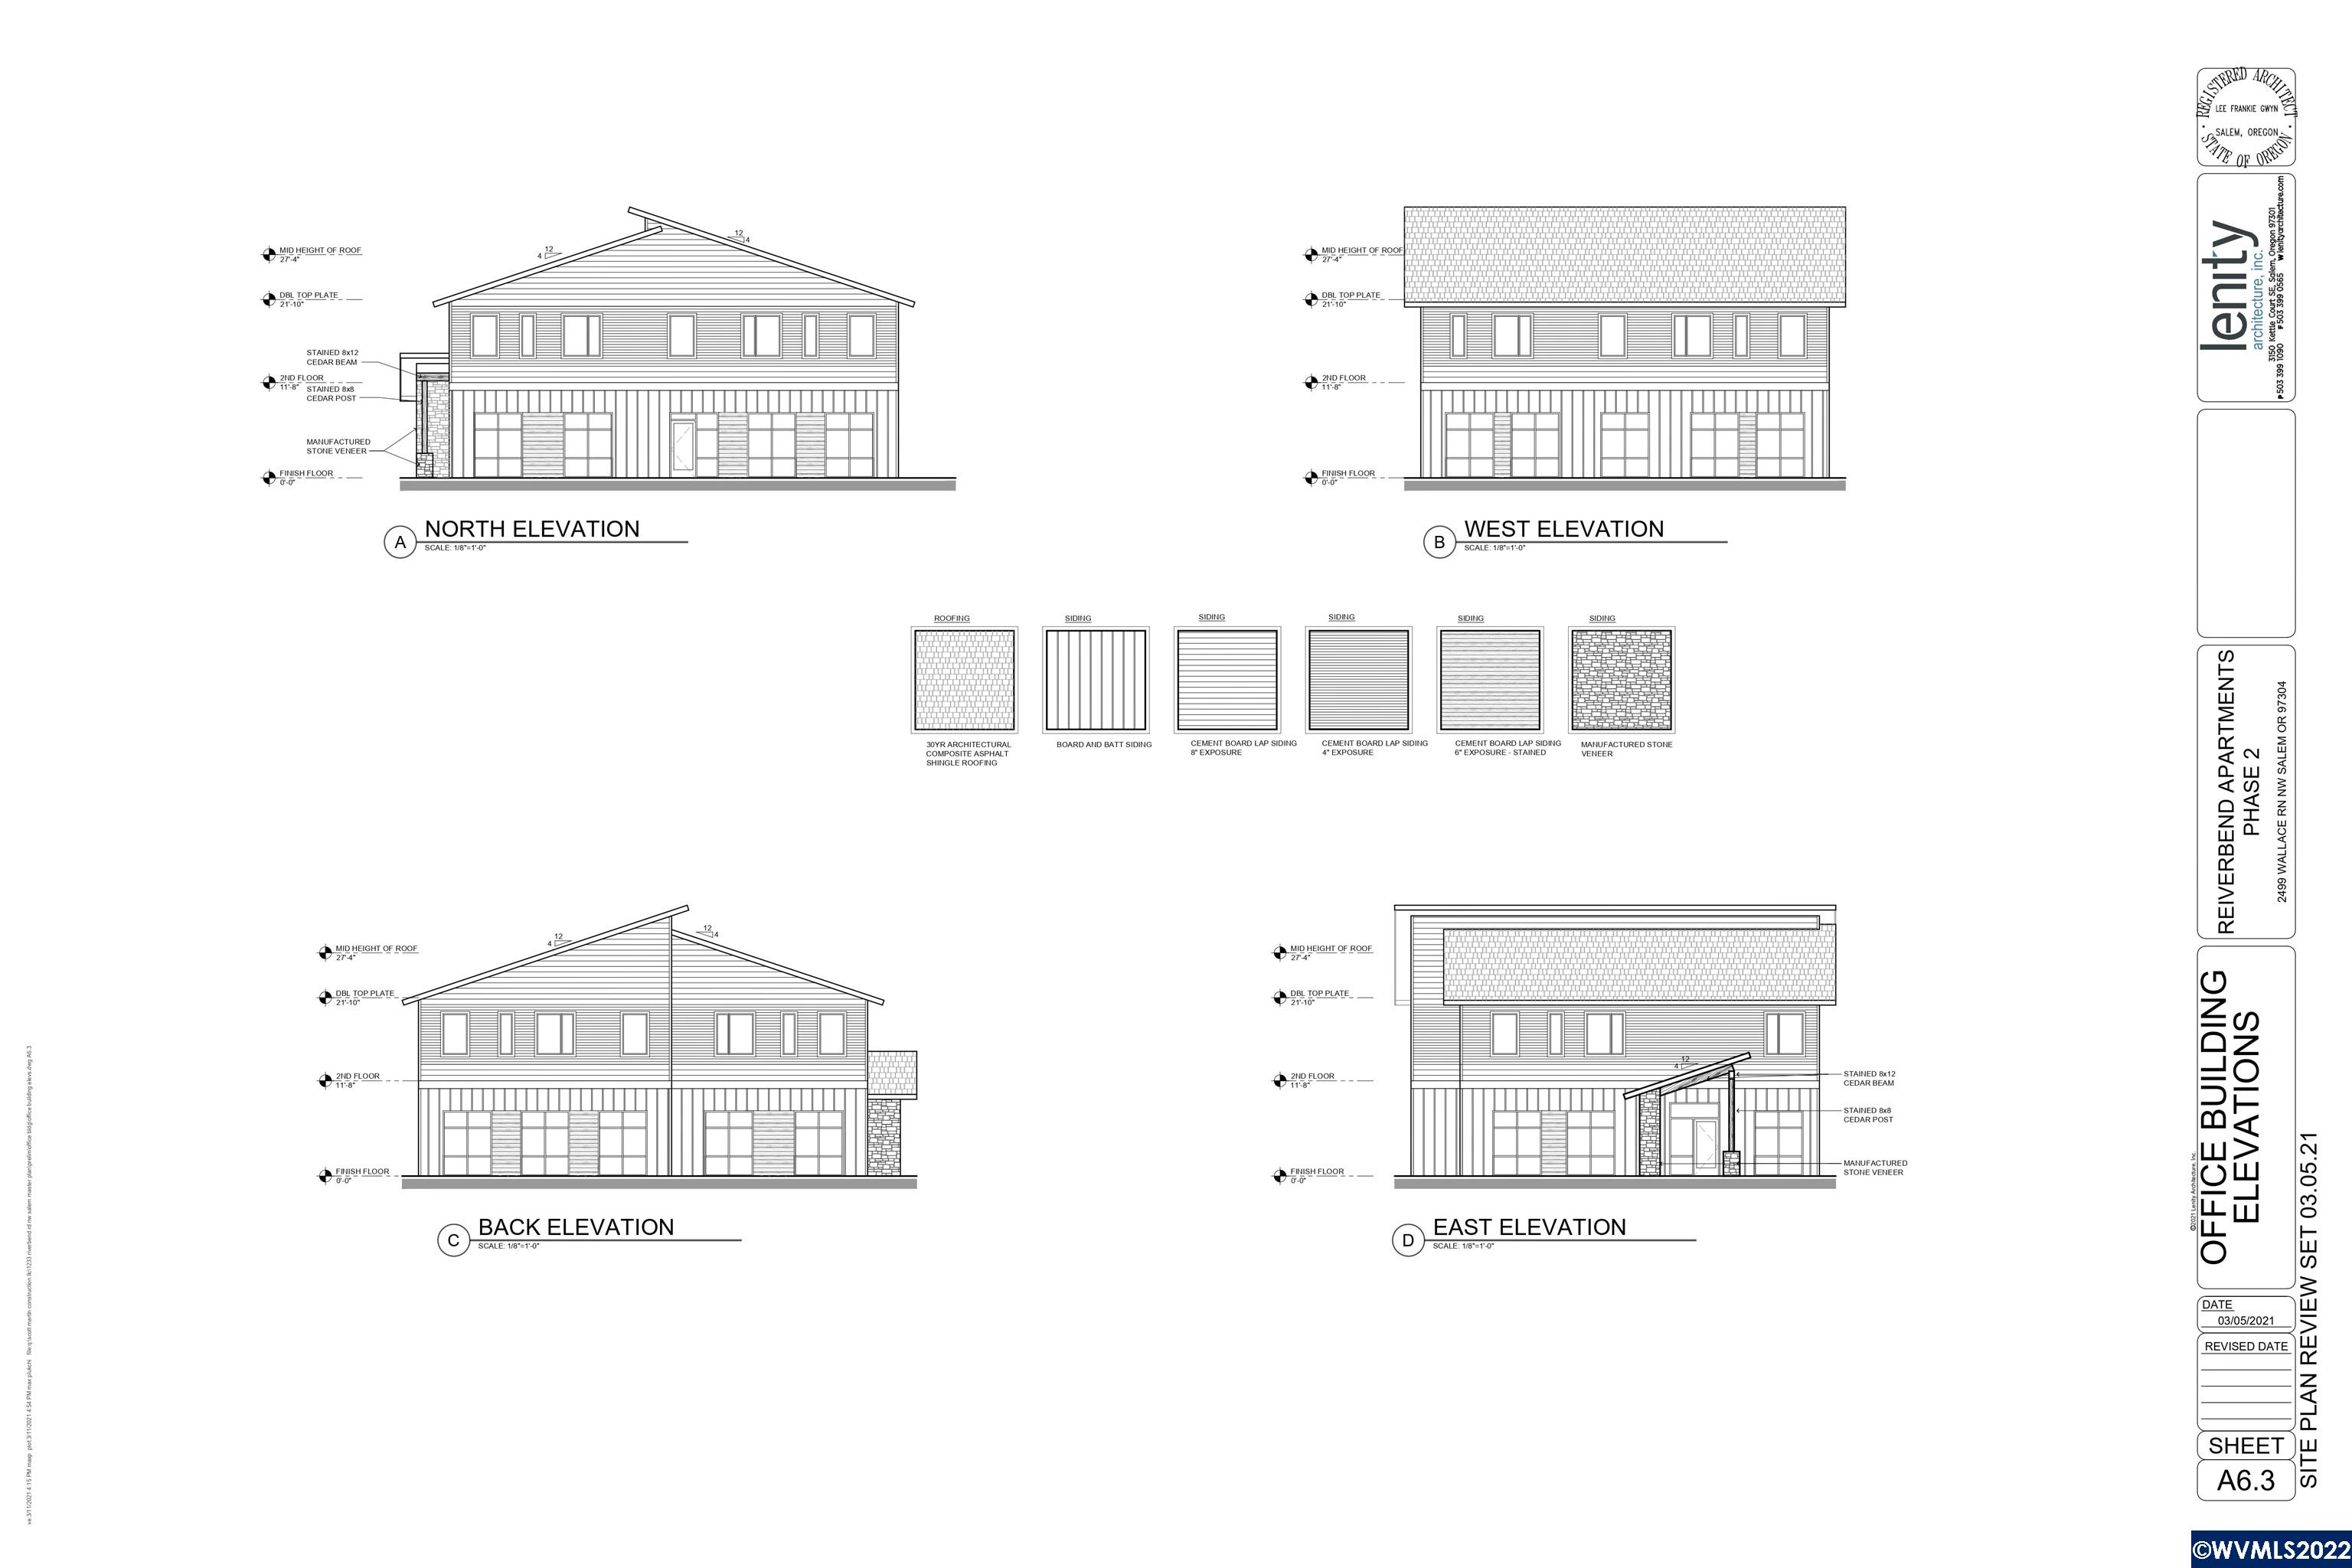 MID HEIGHT OF ROOF
27'-4"
DBL TOP PLATE
21'-10"
STAINED 8x12
CEDAR BEAM
2ND FLOOR
11'-8"
STAINED 8x8
CEDAR POST
MANUFACTURED
STONE VENEER
FINISH FLOOR
0'-0"
12
4
12
4
A
NORTH ELEVATION
SCALE: 1/8"=1'-0"
MID HEIGHT OF ROOF
27'-4"
DBL TOP PLATE
21'-10"
2ND FLOOR
11'-8"
FINISH FLOOR
0'-0"
B
WEST ELEVATION
SCALE: 1/8"=1'-0"
ROOFING
30YR ARCHITECTURAL
COMPOSITE ASPHALT
SHINGLE ROOFING
SIDING
BOARD AND BATT SIDING
SIDING
CEMENT BOARD LAP SIDING
8" EXPOSURE
SIDING
CEMENT BOARD LAP SIDING
4" EXPOSURE
SIDING
CEMENT BOARD LAP SIDING
6" EXPOSURE - STAINED
SIDING
MANUFACTURED STONE
VENEER
MID HEIGHT OF ROOF
27'-4"
DBL TOP PLATE
21'-10"
2ND FLOOR
11'-8"
FINISH FLOOR
0'-0"
12
4
12
4
C
BACK ELEVATION
SCALE: 1/8"=1'-0"
MID HEIGHT OF ROOF
27'-4"
DBL TOP PLATE
21'-10"
2ND FLOOR
11'-8"
FINISH FLOOR
0'-0"
12
4
STAINED 8x12
CEDAR BEAM
STAINED 8x8
CEDAR POST
MANUFACTURED
STONE VENEER
D
EAST ELEVATION
SCALE: 1/8"=1'-0"
REGISTERED ARCHITECT
LEE FRANKIE GWYN
SALEM, OREGON
STATE OF OREGON
lenity
architecture, inc.
3150 Kettle Court SE, Salem, Oregon 97301
P 503 399 1090 F 503 399 0565 W lenityarchitecture.com
REIVERBEND APARTMENTS
PHASE 2
2499 WALLACE RN NW SALEM OR 97304
©2021 Lenity Architecture, Inc.
OFFICE BUILDING
ELEVATIONS
SITE PLAN REVIEW SET 03.05.21
DATE
03/05/2021
REVISED DATE
SHEET
A6.3
©WVMLS2022